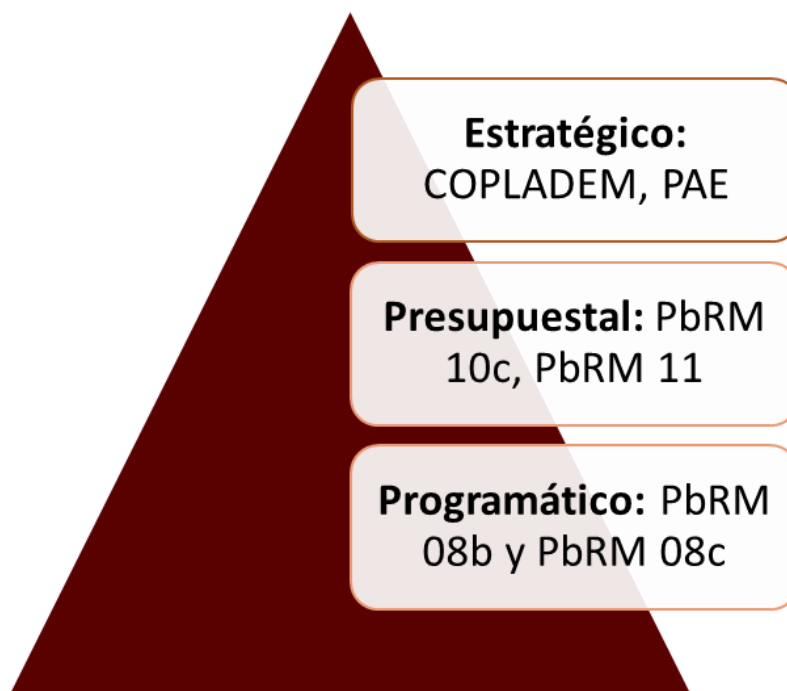 Estratégico:
COPLADEM, PAE
Presupuestal: PbRM
10c, PbRM 11
Programático: PbRM
08b y PbRM 08c